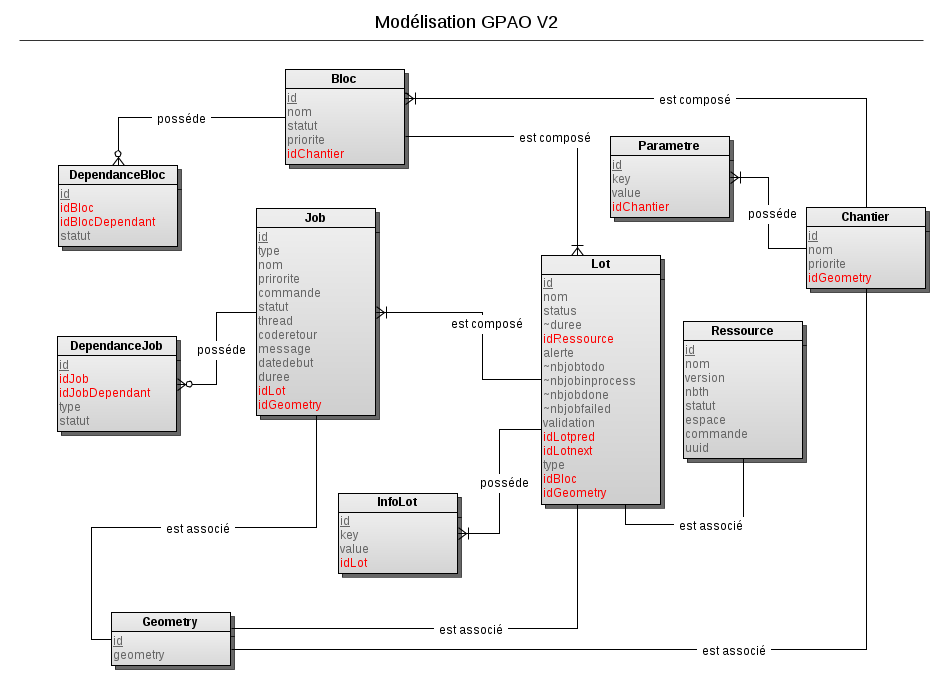 Modélisation GPAO V2
Bloc
id
nom
statut
priorite
idChantier
est composé
posséde
est composé
DependanceBloc
id
idBloc
idBlocDependant
statut
Parametre
id
key
value
idChantier
posséde
Chantier
id
nom
priorite
idGeometry
Job
id
type
nom
prirorite
commande
statut
thread
coderetour
message
datedebut
duree
idLot
idGeometry
est composé
Lot
id
nom
status
~duree
idRessource
alerte
~nbjobtodo
~nbjobinprocess
~nbjobdone
~nbjobfailed
validation
idLotpred
idLotnext
type
idBloc
idGeometry
Ressource
id
nom
version
nbth
statut
espace
commande
uuid
DependanceJob
id
idJob
idJobDependant
type
statut
posséde
posséde
InfoLot
id
key
value
idLot
est associé
est associé
Geometry
id
geometry
est associé
est associé